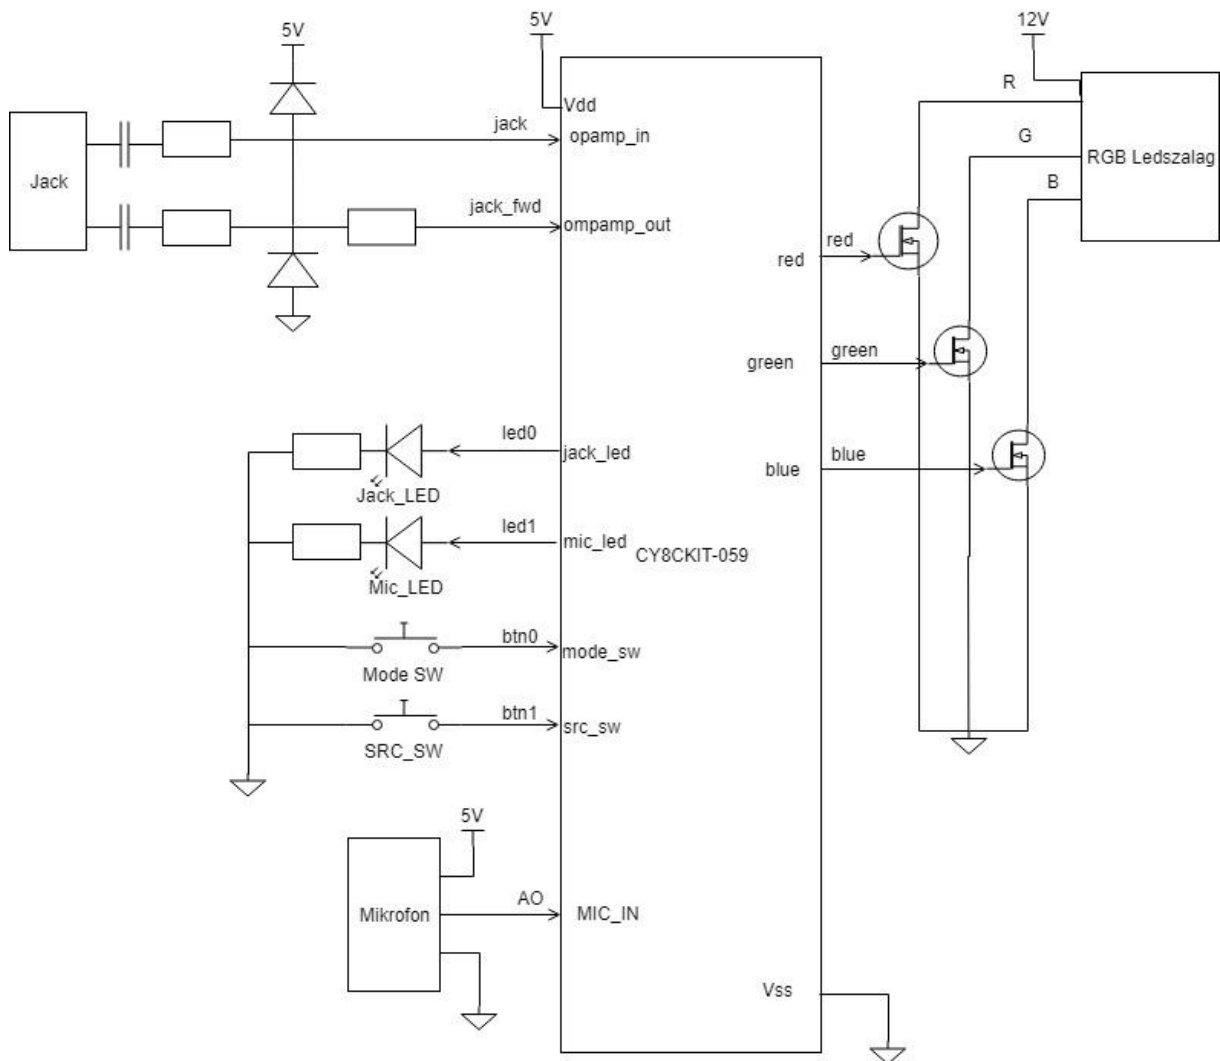 5V
5V
12V
Vdd
R
jack
opamp_in
G
RGB Ledszalag
Jack
B
jack_fwd
ompamp_out
red
red
green
green
led0
jack_led
blue
blue
Jack_LED
led1
mic_led
CY8CKIT-059
Mic_LED
btn0
mode_sw
Mode SW
btn1
src_sw
SRC_SW
5V
AO
Mikrofon
MIC_IN
Vss